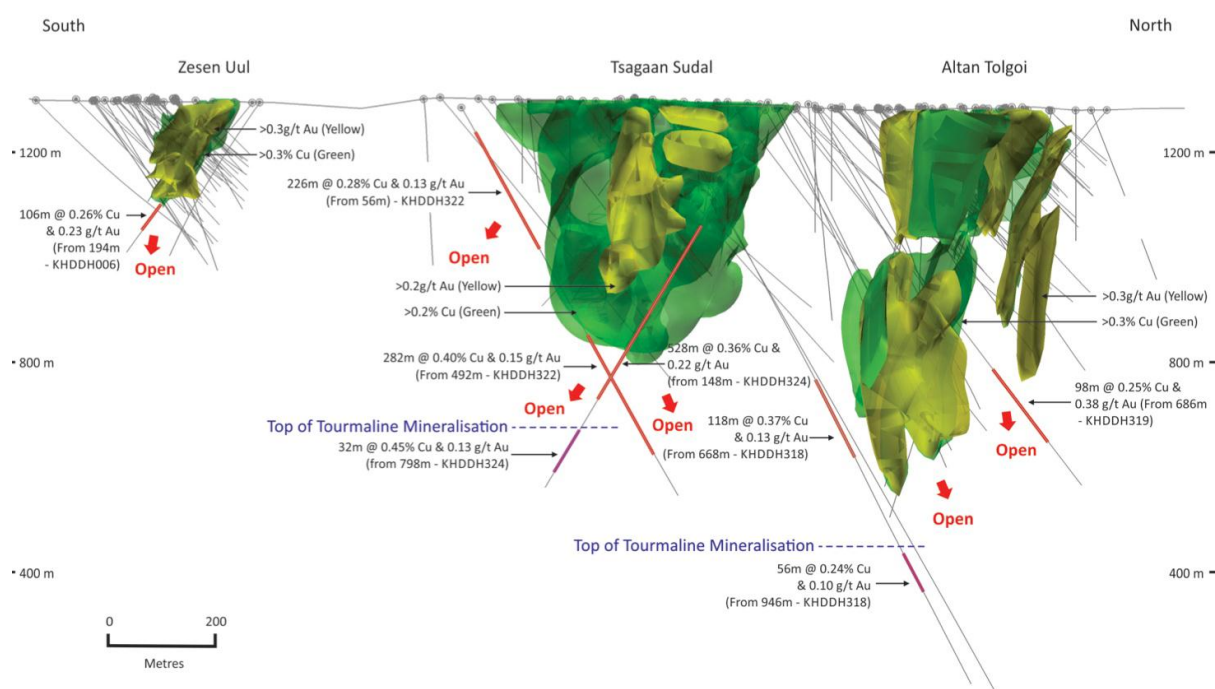 South
North
Zesen Uul
Tsagaan Sudal
Altan Tolgoi
>0.3g/t Au (Yellow)
>0.3% Cu (Green)
1200 m
1200 m
226m @ 0.28% Cu & 0.13 g/t Au
(From 56m) - KHDDH322
106m @ 0.26% Cu
& 0.23 g/t Au
(From 194m
- KHDDH006)
Open
Open
>0.2g/t Au (Yellow)
>0.2% Cu (Green)
>0.3g/t Au (Yellow)
>0.3% Cu (Green)
282m @ 0.40% Cu & 0.15 g/t Au
(From 492m - KHDDH322)
528m @ 0.36% Cu &
0.22 g/t Au
(from 148m - KHDDH324)
800 m
800 m
98m @ 0.25% Cu &
0.38 g/t Au (From 686m
- KHDDH319)
Open
Open
Top of Tourmaline Mineralisation
118m @ 0.37% Cu
& 0.13 g/t Au
(From 668m - KHDDH318)
32m @ 0.45% Cu & 0.13 g/t Au
(from 798m - KHDDH324)
Open
Open
Top of Tourmaline Mineralisation
400 m
400 m
56m @ 0.24% Cu
& 0.10 g/t Au
(From 946m - KHDDH318)
0 200
Metres